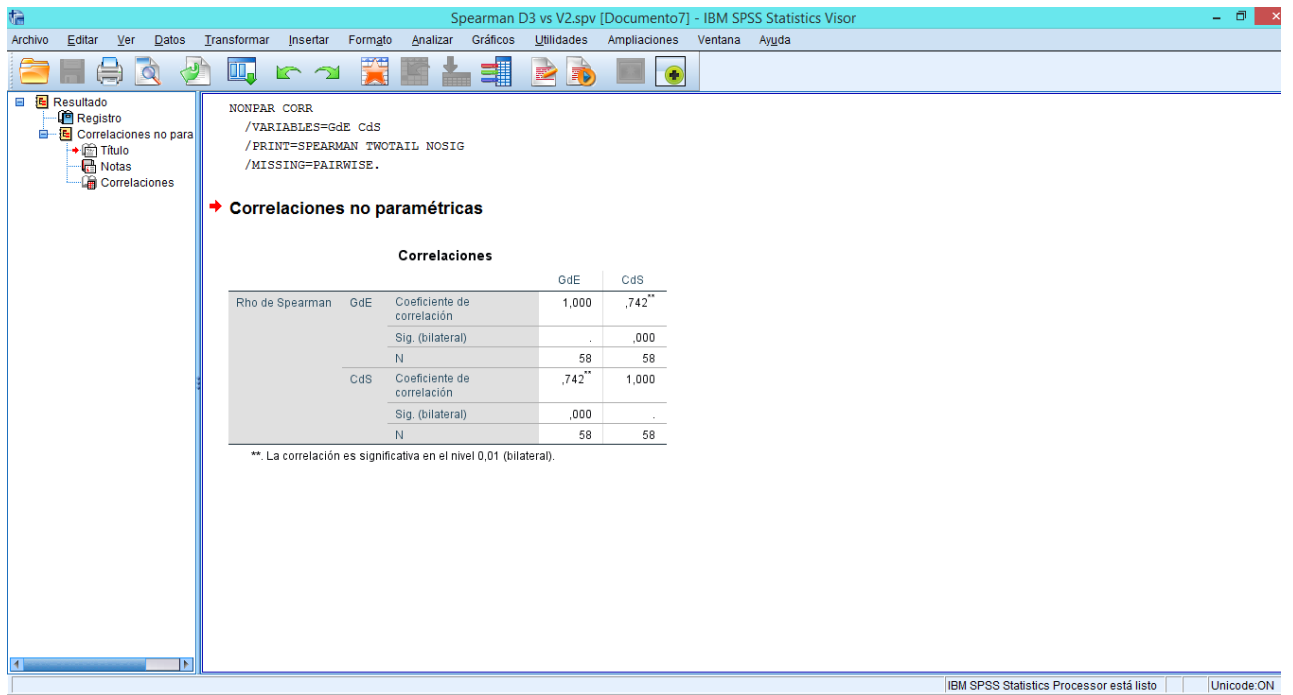 Spearman D3 vs V2.spv [Documento7] - IBM SPSS Statistics Visor
Archivo Editar Ver Datos Transformar Insertar Formato Analizar Gráficos Utilidades Ampliaciones Ventana Ayuda
Resultado
Registro
Correlaciones no para
Título
Notas
Correlaciones
NONPAR CORR
/VARIABLES=GdE CdS
/PRINT=SPEARMAN TWOTAIL NOSIG
/MISSING=PAIRWISE.
Correlaciones no paramétricas
Correlaciones
GdE CdS
Rho de Spearman GdE Coeficiente de correlación 1,000 ,742**
Sig. (bilateral) . ,000
N 58 58
CdS Coeficiente de correlación ,742** 1,000
Sig. (bilateral) ,000 .
N 58 58
**. La correlación es significativa en el nivel 0,01 (bilateral).
IBM SPSS Statistics Processor está listo Unicode:ON